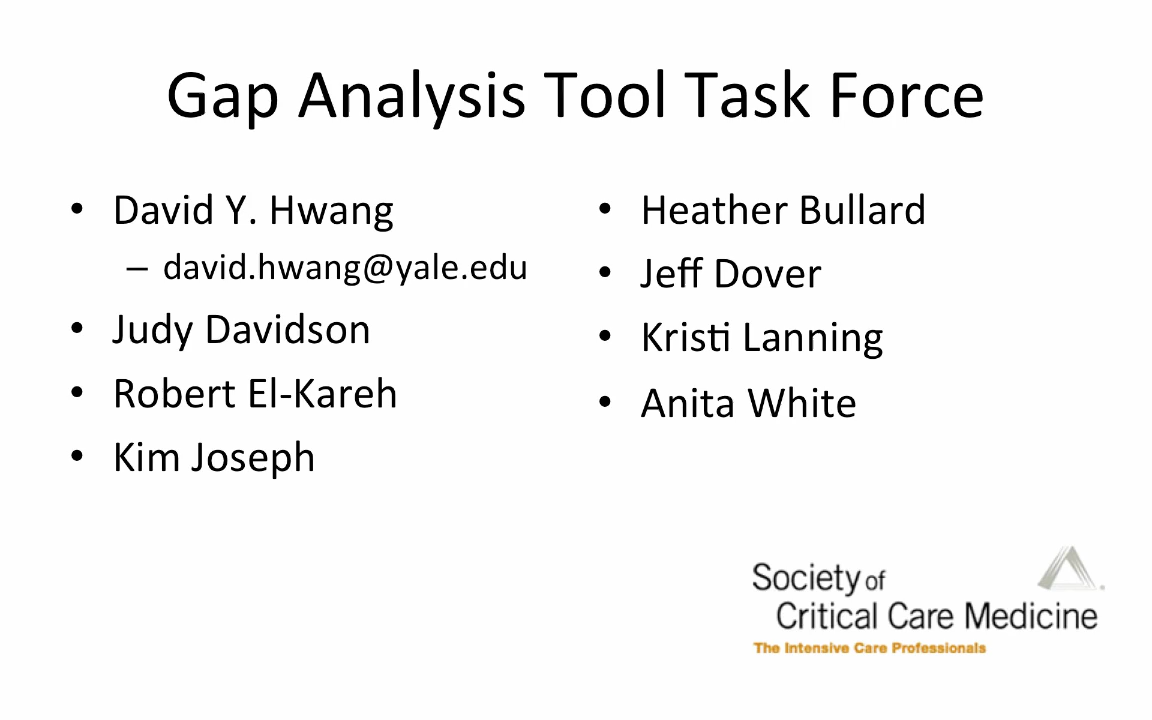 Gap Analysis Tool Task Force
• David Y. Hwang
– david.hwang@yale.edu
• Judy Davidson
• Robert El-Kareh
• Kim Joseph
• Heather Bullard
• Jeff Dover
• Kristi Lanning
• Anita White
Society of
Critical Care Medicine
The Intensive Care Professionals